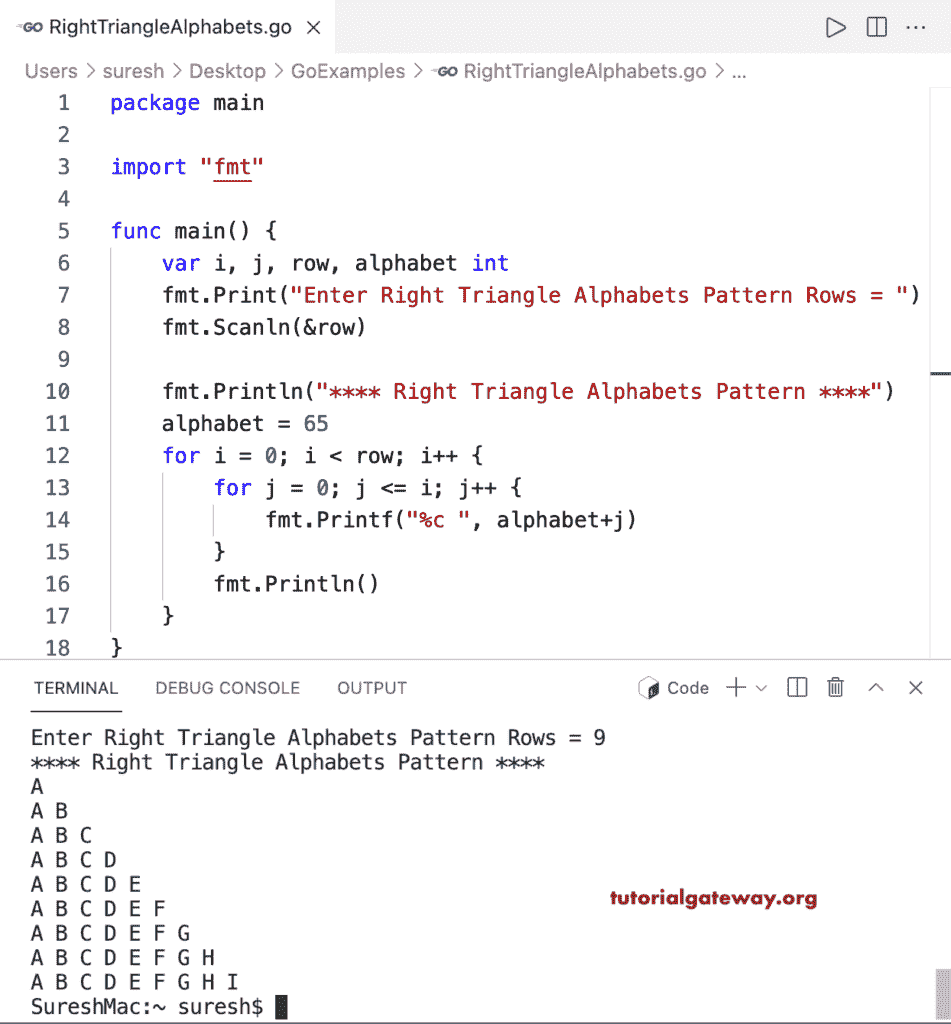 GO RightTriangleAlphabets.go
Users > suresh > Desktop > GoExamples > GO RightTriangleAlphabets.go > ...
1 package main
2
3 import "fmt"
4
5 func main() {
6     var i, j, row, alphabet int
7     fmt.Print("Enter Right Triangle Alphabets Pattern Rows = ")
8     fmt.Scanln(&row)
9
10     fmt.Println("**** Right Triangle Alphabets Pattern ****")
11     alphabet = 65
12     for i = 0; i < row; i++ {
13         for j = 0; j <= i; j++ {
14             fmt.Printf("%c ", alphabet+j)
15         }
16         fmt.Println()
17     }
18 }
TERMINAL DEBUG CONSOLE OUTPUT Code
Enter Right Triangle Alphabets Pattern Rows = 9
**** Right Triangle Alphabets Pattern ****
A
A B
A B C
A B C D
A B C D E
A B C D E F
A B C D E F G
A B C D E F G H
A B C D E F G H I
SureshMac:~ suresh$
tutorialgateway.org